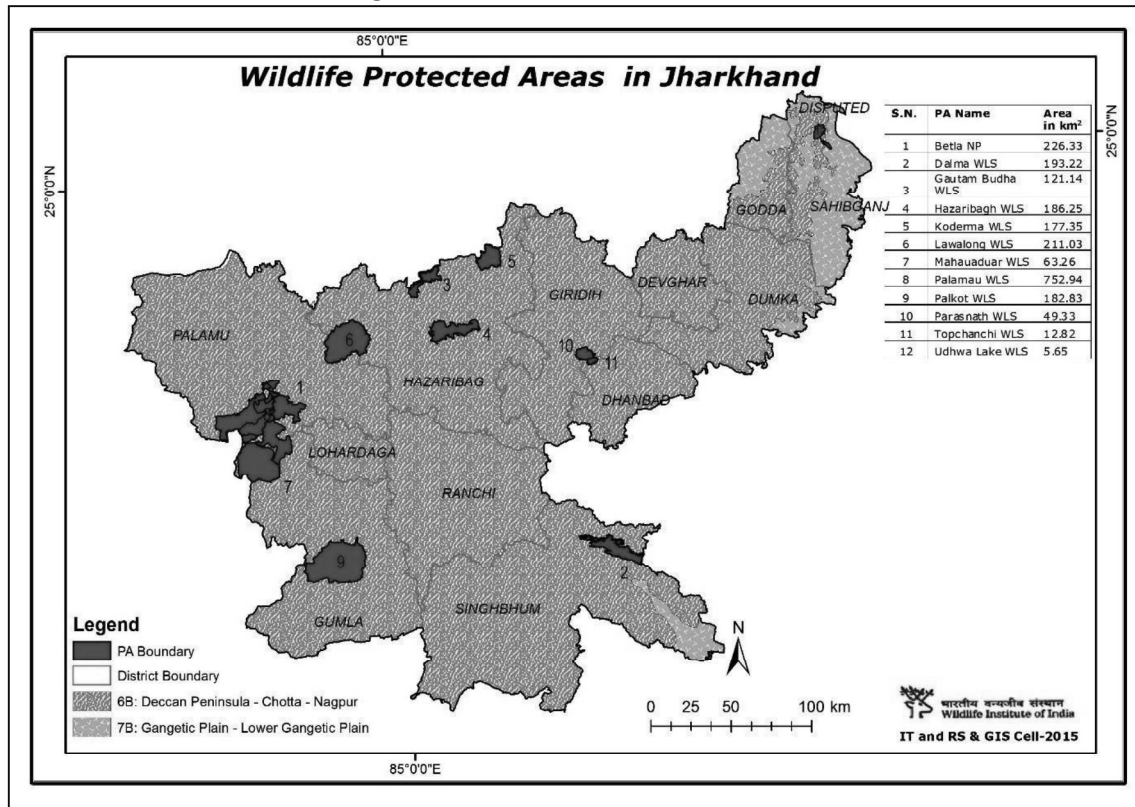 85°0'0"E
Wildlife Protected Areas in Jharkhand
25°0'0"N
25°0'0"N
S.N. PA Name Area in km²
1 Betla NP 226.33
2 Dalma WLS 193.22
3 Gautam Budha WLS 121.14
4 Hazaribagh WLS 186.25
5 Koderma WLS 177.35
6 Lawalong WLS 211.03
7 Mahauaduar WLS 63.26
8 Palamau WLS 752.94
9 Palkot WLS 182.83
10 Parasnath WLS 49.33
11 Topchanchi WLS 12.82
12 Udhwa Lake WLS 5.65
DISPUTED
GODDA
SAHIBGANJ
5
3
GIRIDIH
DEVGHAR
DUMKA
PALAMU
6
4
10
11
HAZARIBAG
1
DHANBAD
LOHARDAGA
7
RANCHI
9
2
GUMLA
SINGHBHUM
Legend
PA Boundary
District Boundary
6B: Deccan Peninsula - Chotta - Nagpur
7B: Gangetic Plain - Lower Gangetic Plain
N
0 25 50 100 km
भारतीय वन्यजीव संस्थान
Wildlife Institute of India
IT and RS & GIS Cell-2015
85°0'0"E